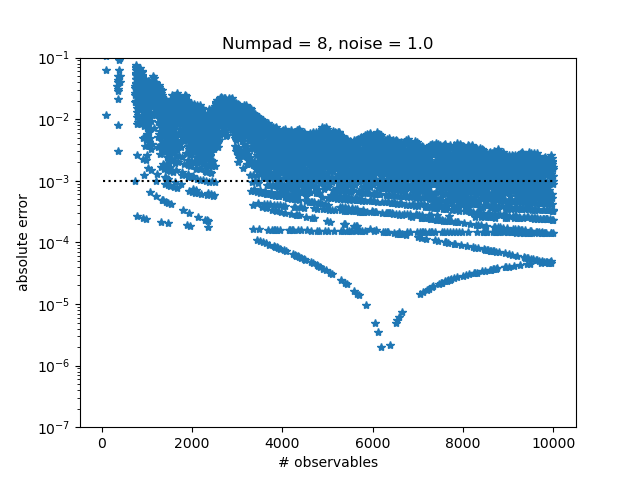 Numpad = 8, noise = 1.0
absolute error
10⁻¹
10⁻²
10⁻³
10⁻⁴
10⁻⁵
10⁻⁶
10⁻⁷
0 2000 4000 6000 8000 10000
# observables